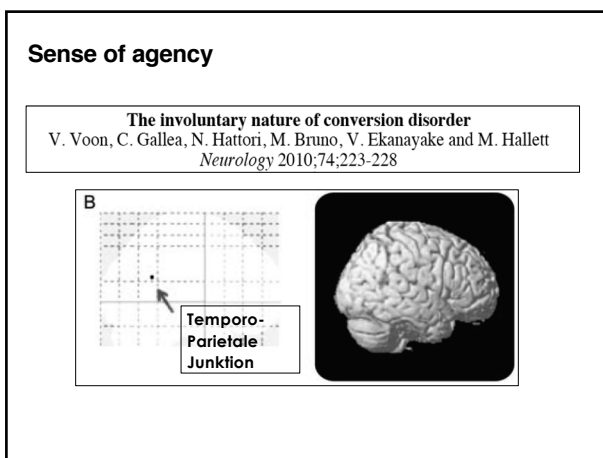 Sense of agency
The involuntary nature of conversion disorder
V. Voon, C. Gallea, N. Hattori, M. Bruno, V. Ekanayake and M. Hallett
Neurology 2010;74;223-228
B
Temporo-
Parietale
Junktion